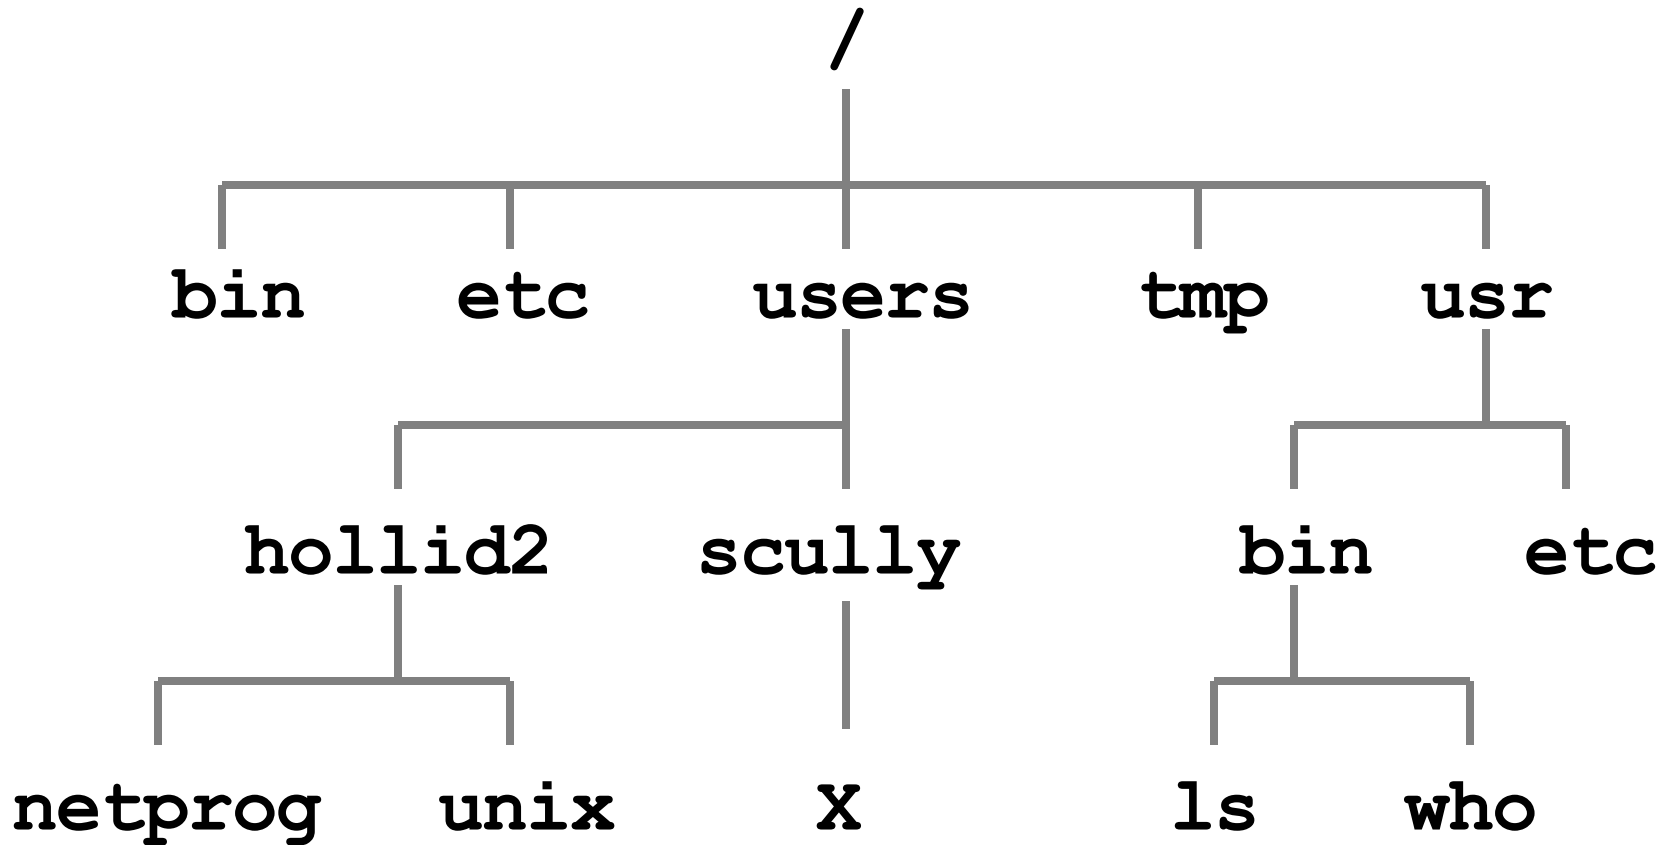 /
bin etc users tmp usr
hollid2 scully bin etc
netprog unix X ls who